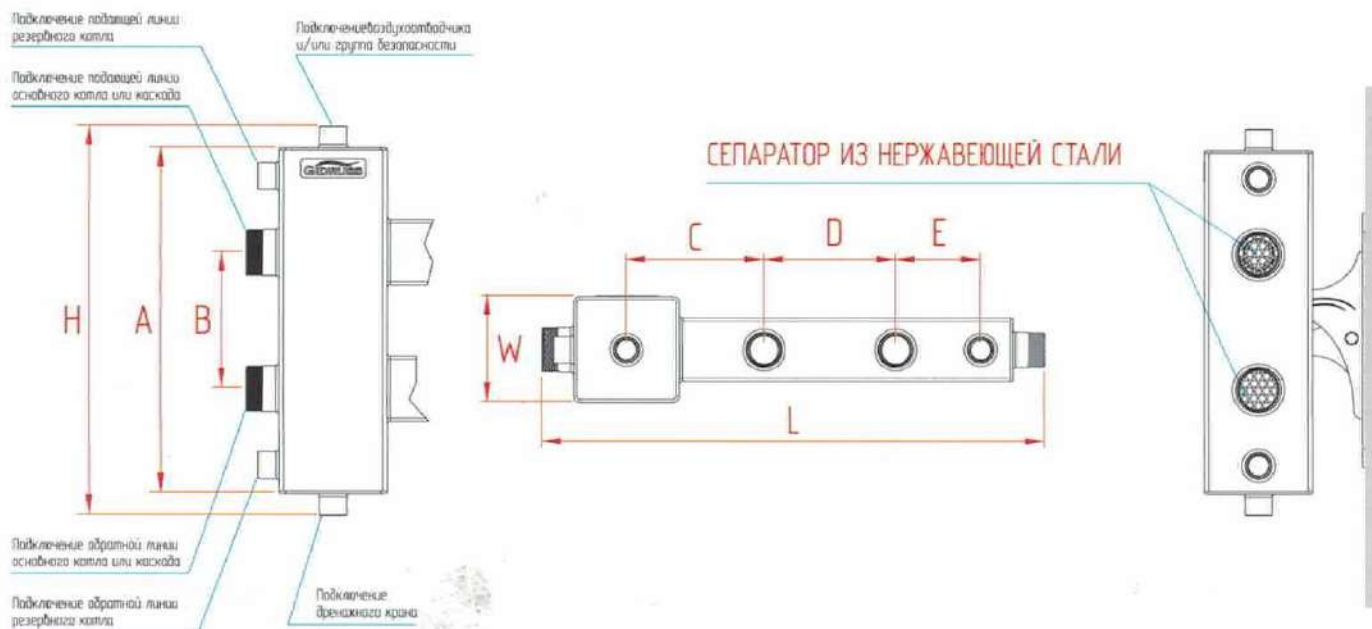 Подключение подающей линии
резервного котла
Подключение подающей линии
основного котла или каскада
Подключениевоздухоотводчика
и/или группа безопасности
GIDRUSS
H
A
B
Подключение обратной линии
основного котла или каскада
Подключение обратной линии
резервного котла
Подключение
дренажного крана
C
D
E
W
L
СЕПАРАТОР ИЗ НЕРЖАВЕЮЩЕЙ СТАЛИ